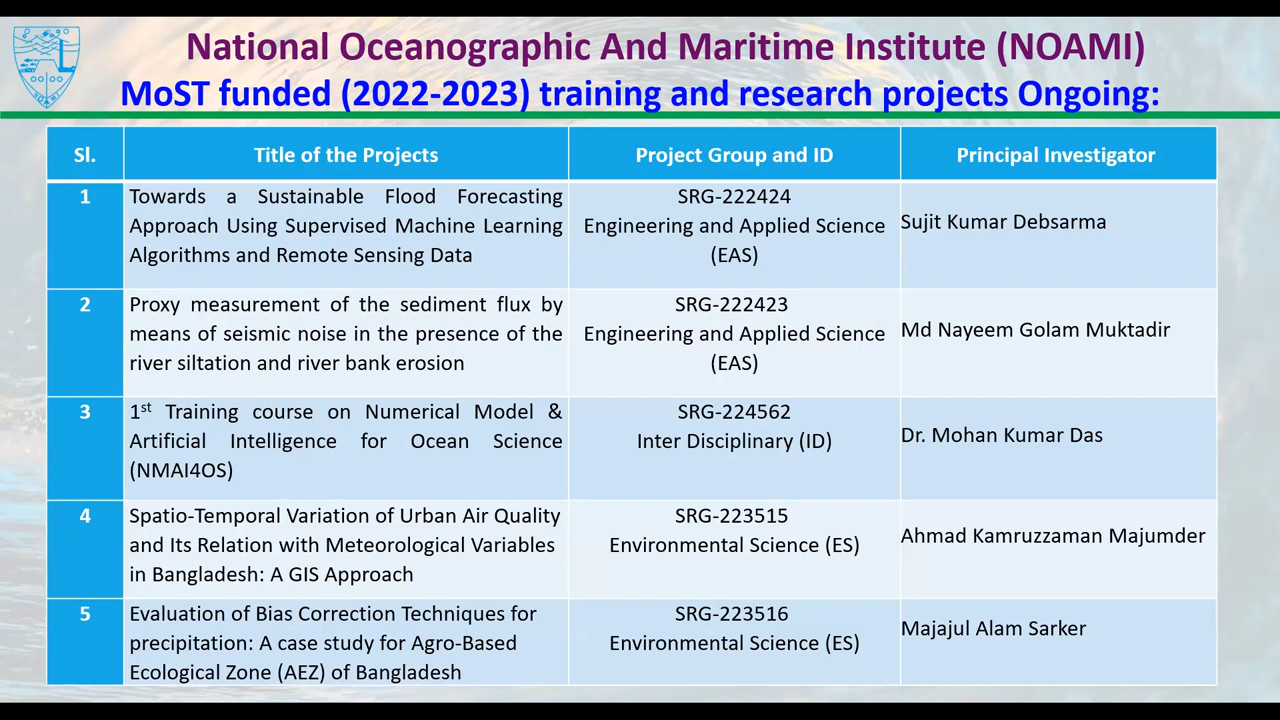 National Oceanographic And Maritime Institute (NOAMI)
MoST funded (2022-2023) training and research projects Ongoing:
Sl.
Title of the Projects
Project Group and ID
Principal Investigator
1
Towards a Sustainable Flood Forecasting
Approach Using Supervised Machine Learning
Algorithms and Remote Sensing Data
SRG-222424
Engineering and Applied Science
(EAS)
Sujit Kumar Debsarma
2
Proxy measurement of the sediment flux by
means of seismic noise in the presence of the
river siltation and river bank erosion
SRG-222423
Engineering and Applied Science
(EAS)
Md Nayeem Golam Muktadir
3
1st Training course on Numerical Model &
Artificial Intelligence for Ocean Science
(NMAI4OS)
SRG-224562
Inter Disciplinary (ID)
Dr. Mohan Kumar Das
4
Spatio-Temporal Variation of Urban Air Quality
and Its Relation with Meteorological Variables
in Bangladesh: A GIS Approach
SRG-223515
Environmental Science (ES)
Ahmad Kamruzzaman Majumder
5
Evaluation of Bias Correction Techniques for
precipitation: A case study for Agro-Based
Ecological Zone (AEZ) of Bangladesh
SRG-223516
Environmental Science (ES)
Majajul Alam Sarker